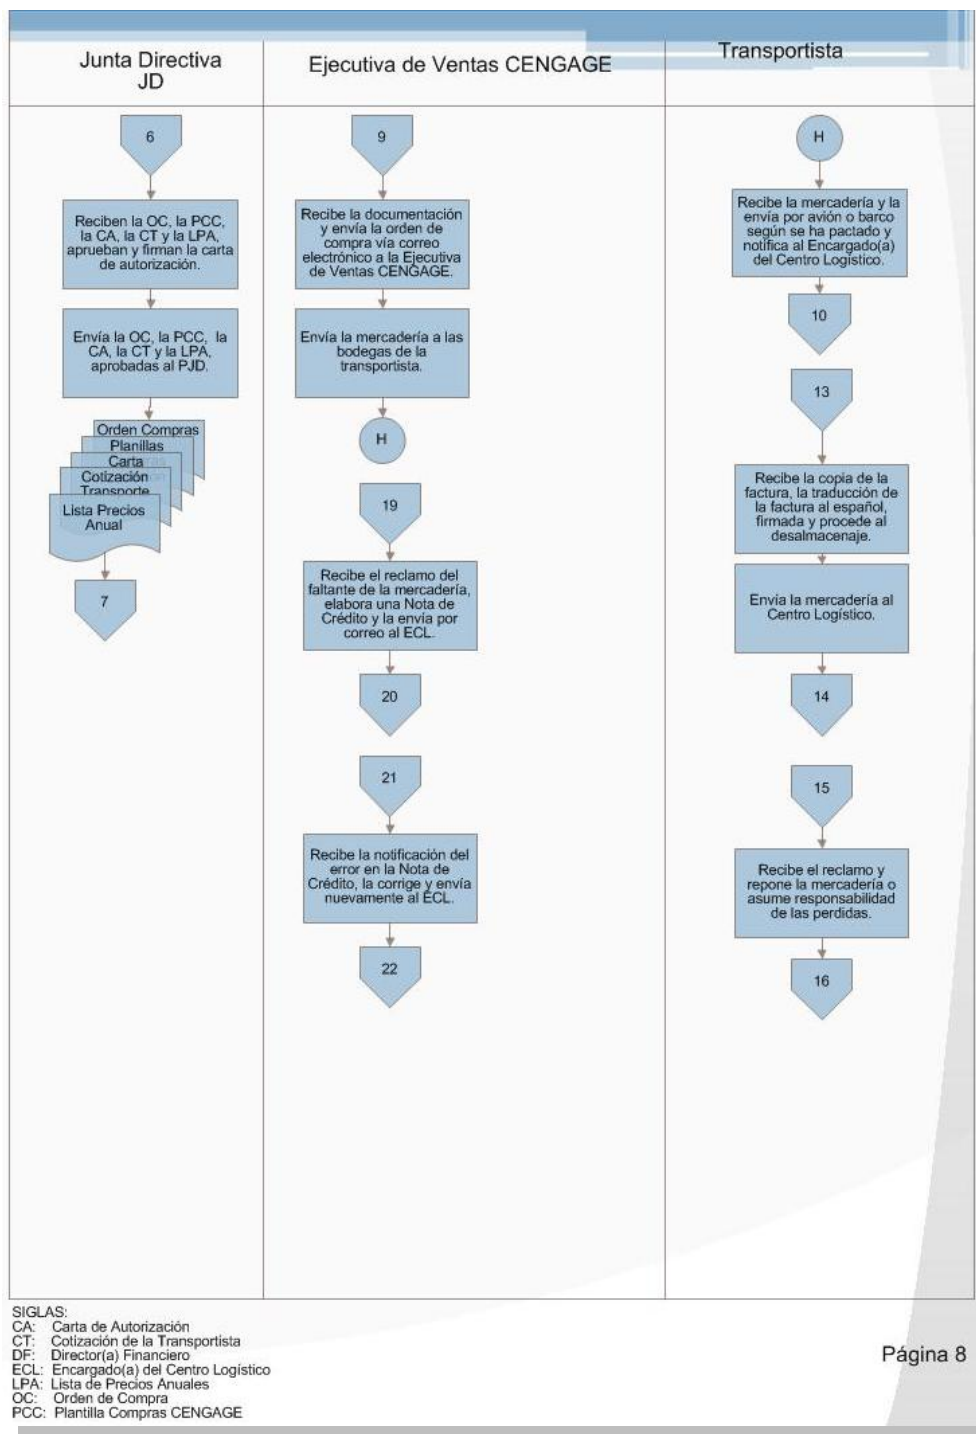 Junta Directiva
JD
Ejecutiva de Ventas CENGAGE
Transportista
6
Reciben la OC, la PCC,
la CA, la CT y la LPA,
aprueban y firman la carta
de autorización.
Envía la OC, la PCC, la
CA, la CT y la LPA,
aprobadas al PJD.
Orden Compras
Planillas
Carta
Cotización
Transporte
Lista Precios
Anual
7
9
Recibe la documentación
y envía la orden de
compra vía correo
electrónico a la Ejecutiva
de Ventas CENGAGE.
Envía la mercadería a las
bodegas de la
transportista.
H
19
Recibe el reclamo del
faltante de la mercadería,
elabora una Nota de
Crédito y la envía por
correo al ECL.
20
21
Recibe la notificación del
error en la Nota de
Crédito, la corrige y envía
nuevamente al ECL.
22
H
Recibe la mercadería y la
envía por avión o barco
según se ha pactado y
notifica al Encargado(a)
del Centro Logístico.
10
13
Recibe la copia de la
factura, la traducción de
la factura al español,
firmada y procede al
desalmacenaje.
Envía la mercadería al
Centro Logístico.
14
15
Recibe el reclamo y
repone la mercadería o
asume responsabilidad
de las perdidas.
16
SIGLAS:
CA: Carta de Autorización
CT: Cotización de la Transportista
DF: Director(a) Financiero
ECL: Encargado(a) del Centro Logístico
LPA: Lista de Precios Anuales
OC: Orden de Compra
PCC: Plantilla Compras CENGAGE
Página 8